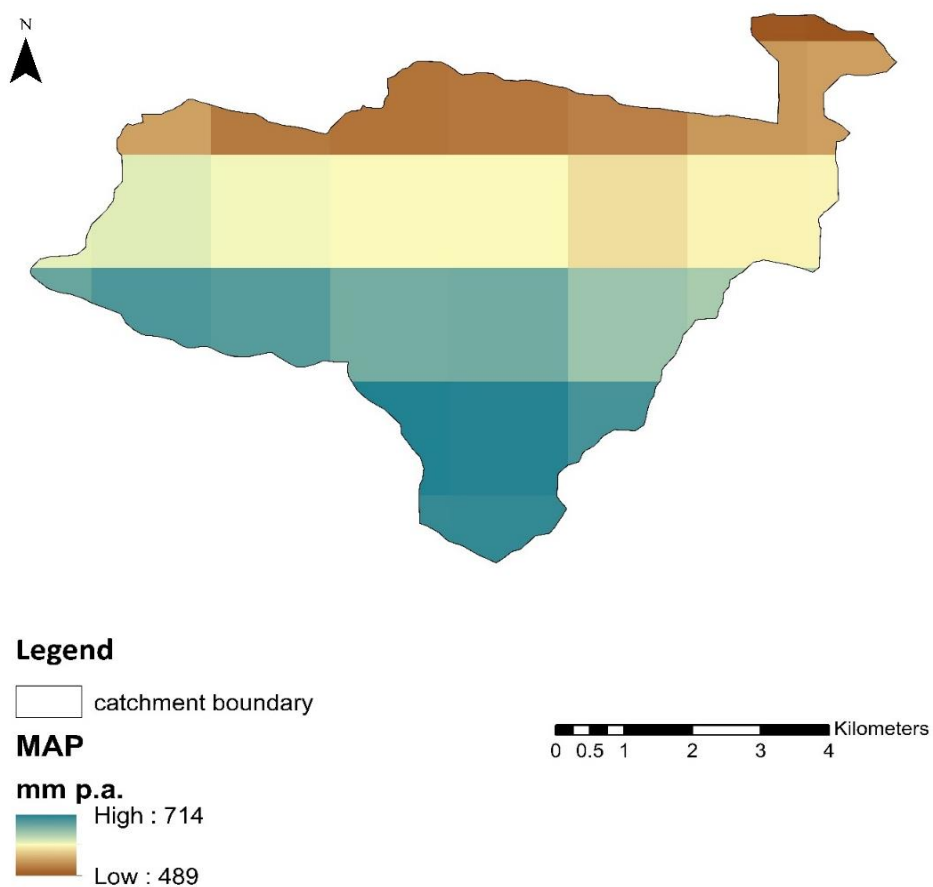 N
Legend
catchment boundary
MAP
mm p.a.
High : 714
Low : 489
Kilometers
0 0.5 1 2 3 4